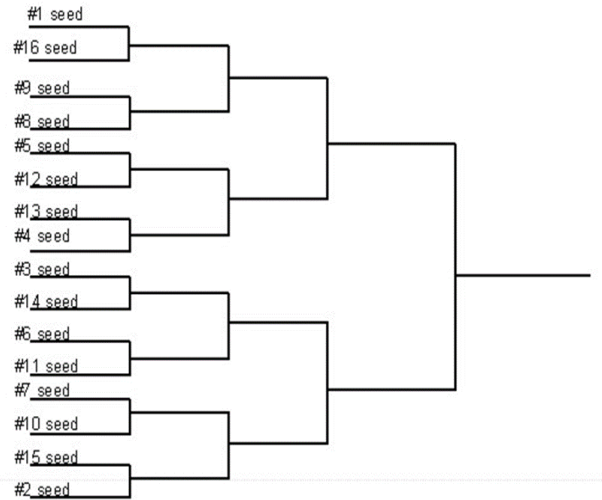 #1 seed
#16 seed
#9 seed
#8 seed
#5 seed
#12 seed
#13 seed
#4 seed
#3 seed
#14 seed
#6 seed
#11 seed
#7 seed
#10 seed
#15 seed
#2 seed